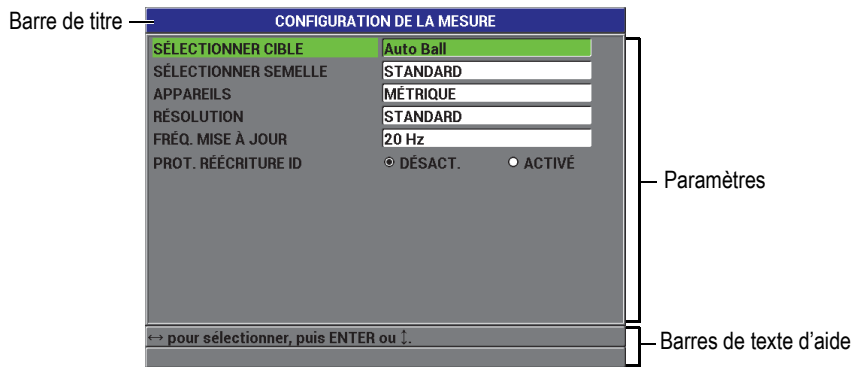 Barre de titre
CONFIGURATION DE LA MESURE
SÉLECTIONNER CIBLE Auto Ball
SÉLECTIONNER SEMELLE STANDARD
APPAREILS MÉTRIQUE
RÉSOLUTION STANDARD
FRÉQ. MISE À JOUR 20 Hz
PROT. RÉÉCRITURE ID DÉSACT. ACTIVÉ
Paramètres
↔ pour sélectionner, puis ENTER ou ↕.
Barres de texte d’aide